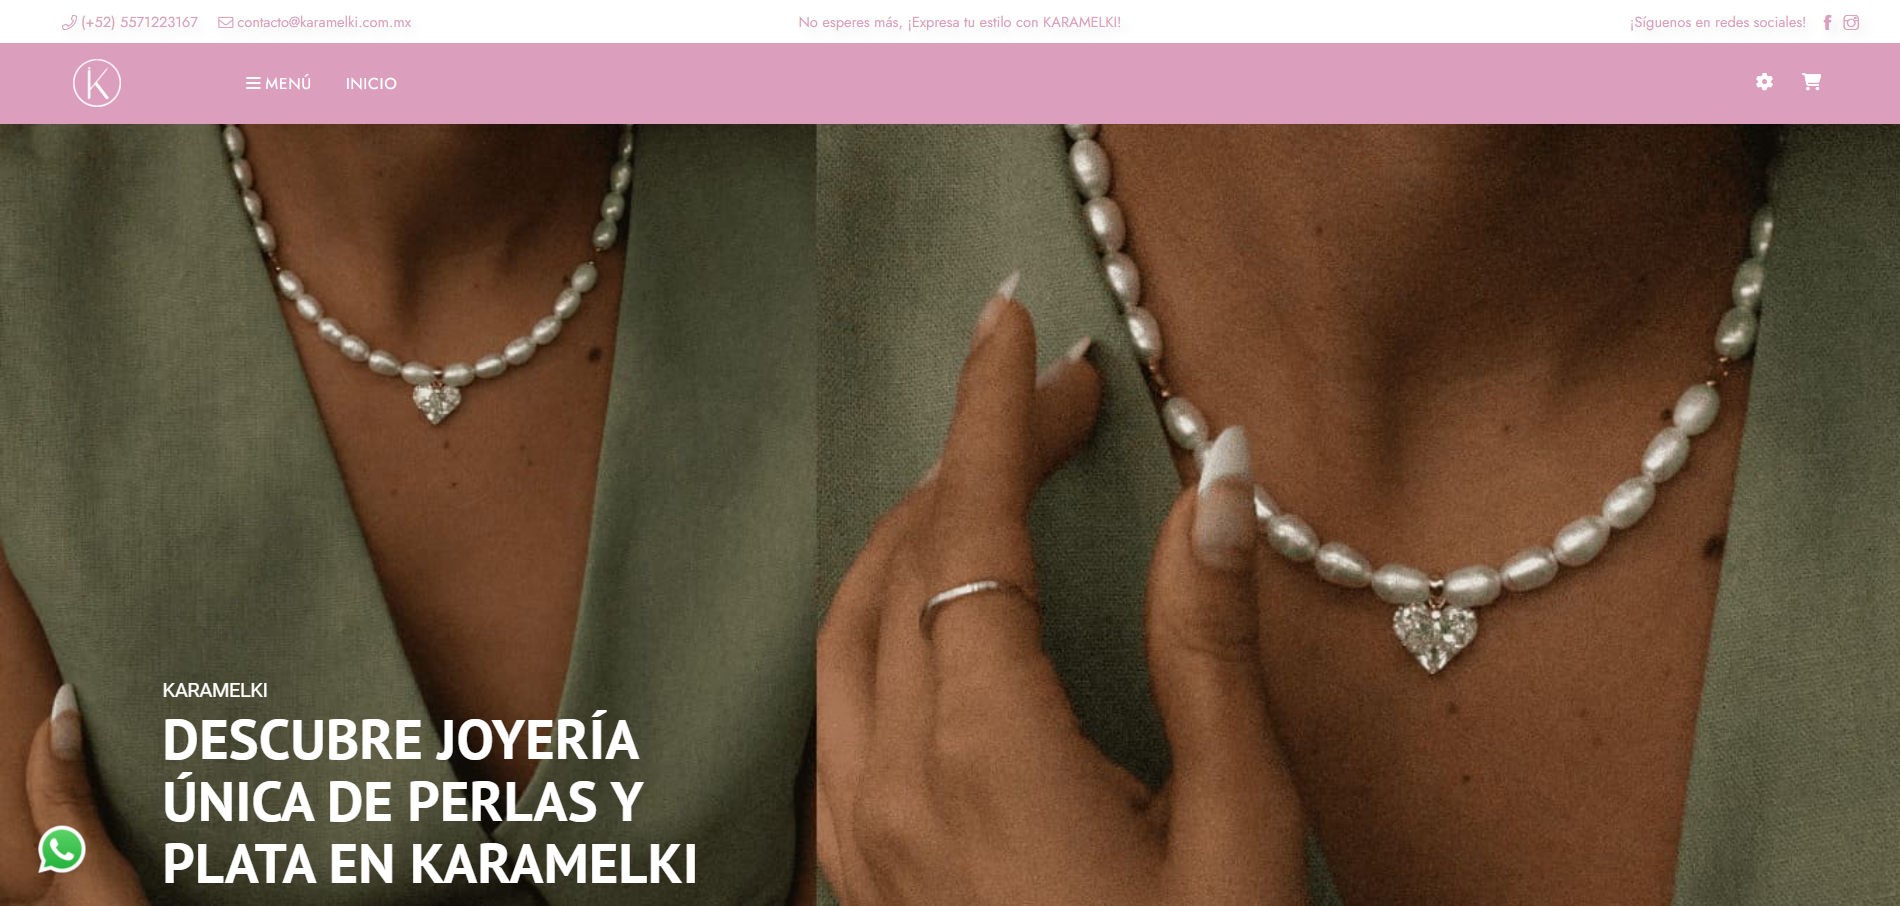 (+52) 5571223167
contacto@karamelki.com.mx
No esperes más, ¡Expresa tu estilo con KARAMELKI!
¡Síguenos en redes sociales!
K
MENÚ
INICIO
KARAMELKI
DESCUBRE JOYERÍA
ÚNICA DE PERLAS Y
PLATA EN KARAMELKI